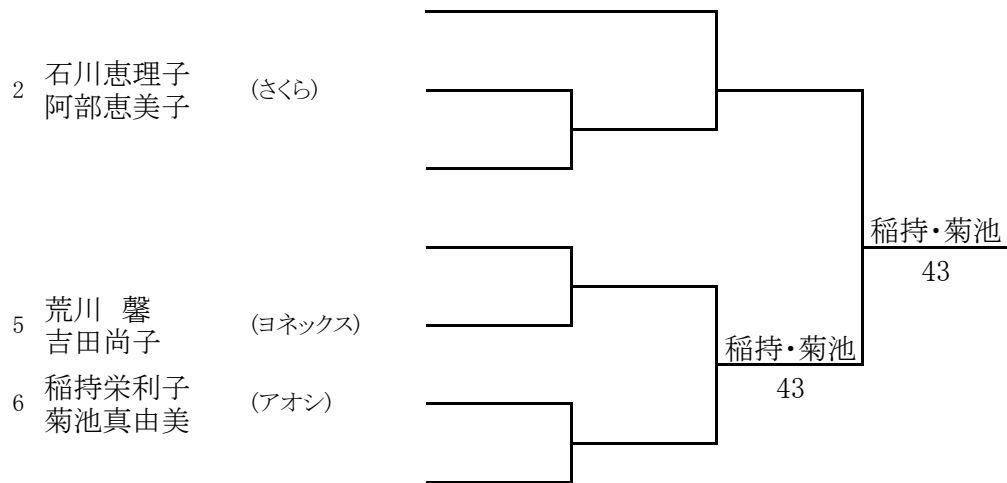 2 石川恵理子 (さくら)
阿部恵美子
稲持・菊池
43
5 荒川 馨 (ヨネックス)
吉田尚子
稲持・菊池
43
6 稲持栄利子 (アオシ)
菊池真由美